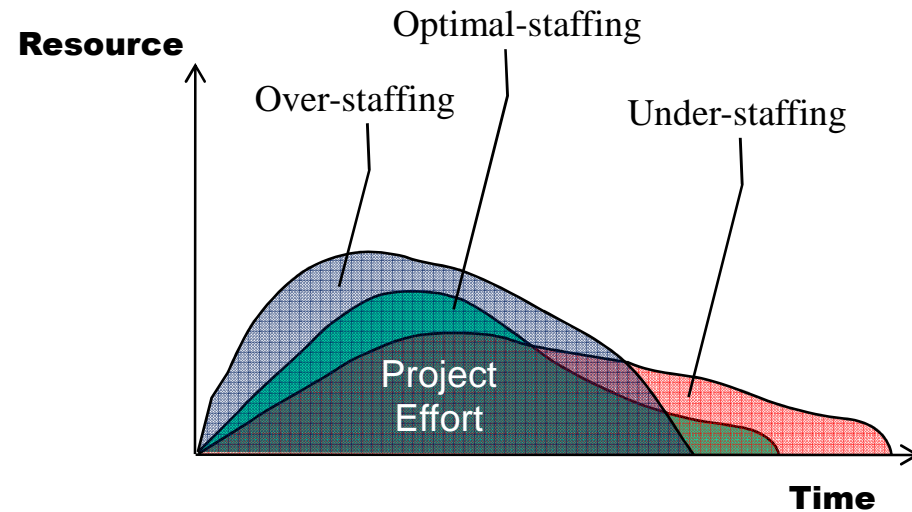 Optimal-staffing
Resource
Over-staffing
Under-staffing
Project
Effort
Time